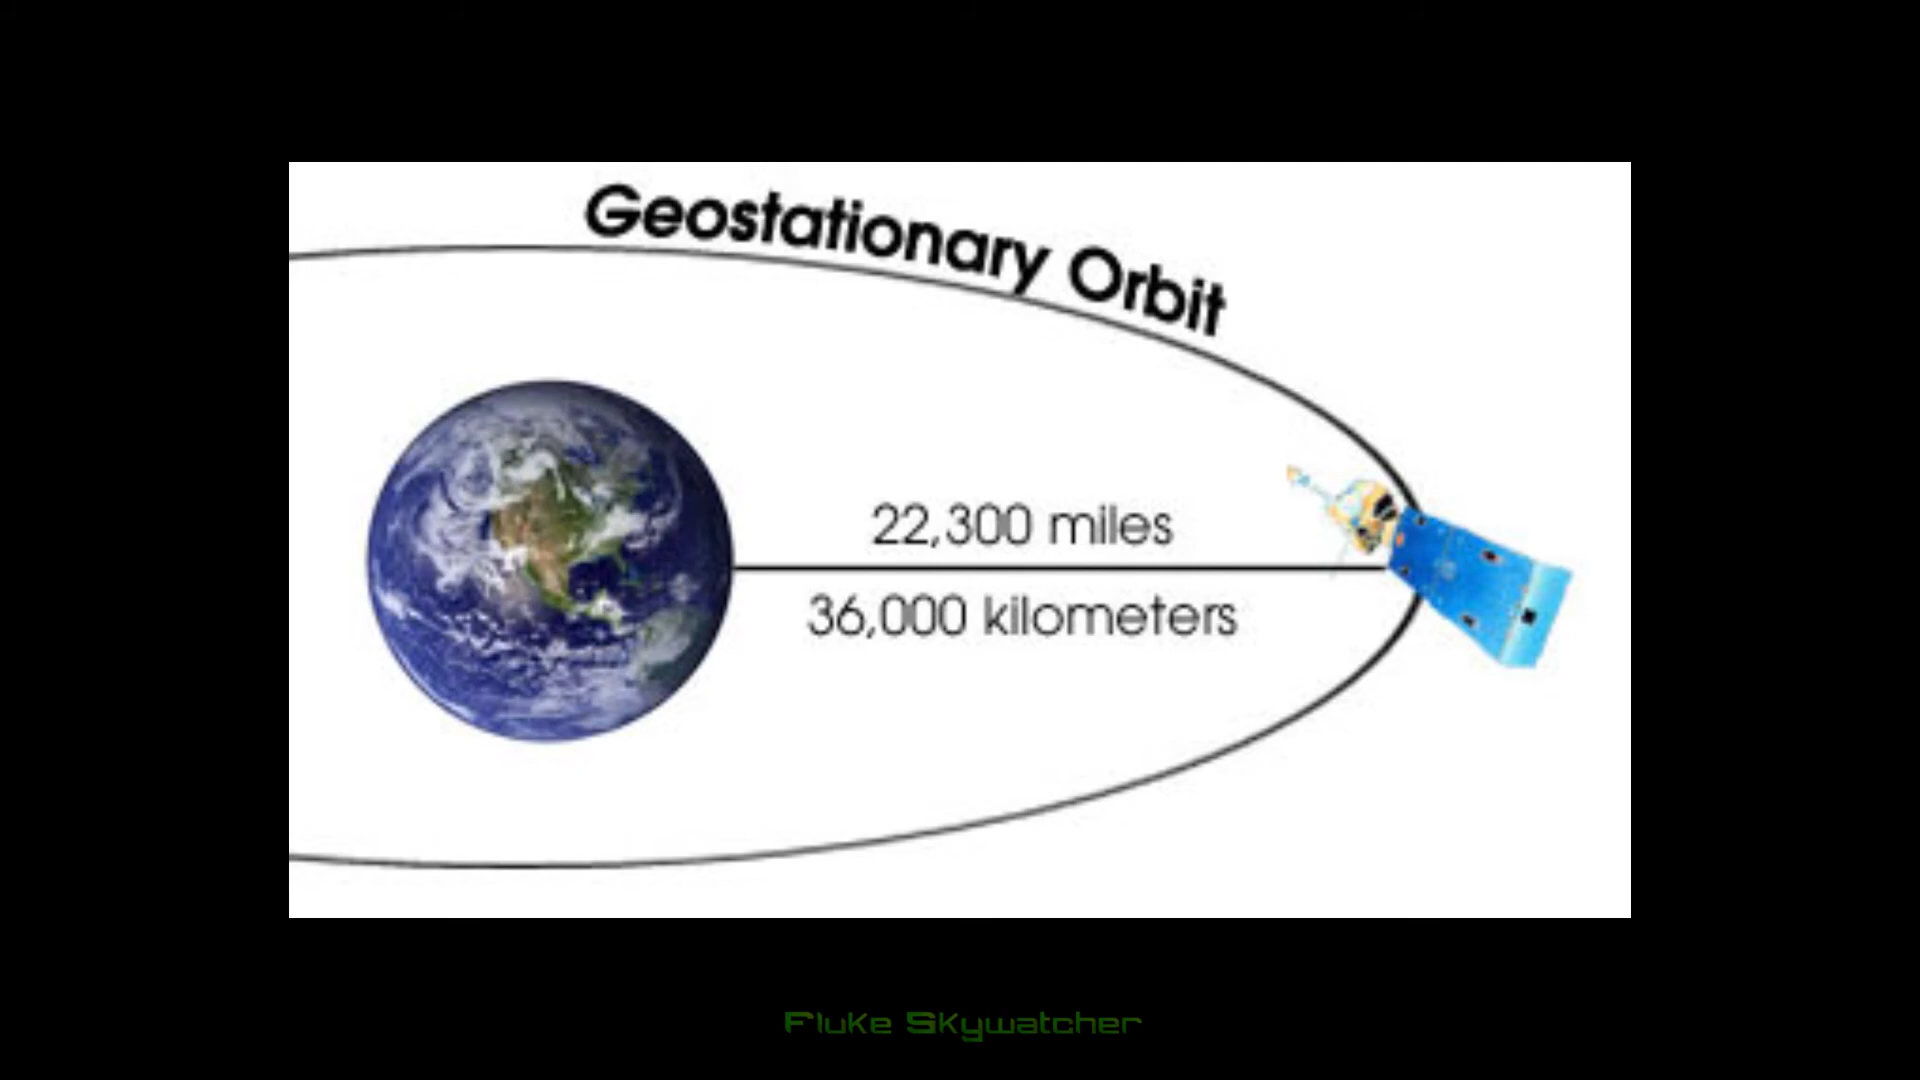 Geostationary Orbit
22,300 miles
36,000 kilometers
Fluke Skywatcher